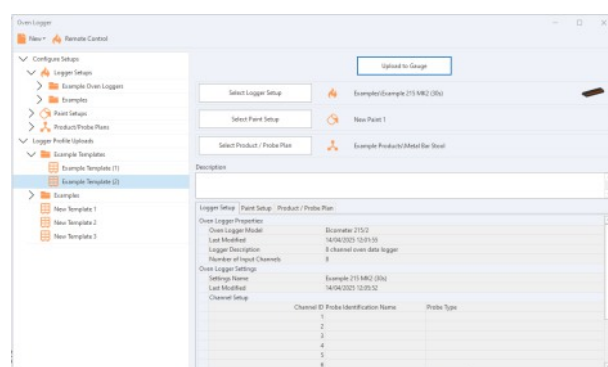 Oven Logger
New
Remote Control
Configure Setups:
Logger Setups
Example Oven Loggers
Examples
Paint Setups
Product/Probe Plans
Logger Profile Uploads
Example Templates
Example Template (1)
Example Template (2)
Examples
New Template 1
New Template 2
New Template 3
Upload to Gauge
Select Logger Setup
Examples\Example 215 MK2 (30s)
Select Paint Setup
New Paint 1
Select Product / Probe Plan
Example Products\Metal Bar Stool
Description
Logger Setup Paint Setup Product / Probe Plan
Oven Logger Properties
Oven Logger Model Elcometer 215/2
Last Modified 14/04/2025 12:01:55
Logger Description 8 channel oven data logger
Number of Input Channels 8
Oven Logger Settings
Settings Name Example 215 MK2 (30s)
Last Modified 14/04/2025 12:05:52
Channel Setup
Channel ID Probe Identification Name Probe Type
1
2
3
4
5
6